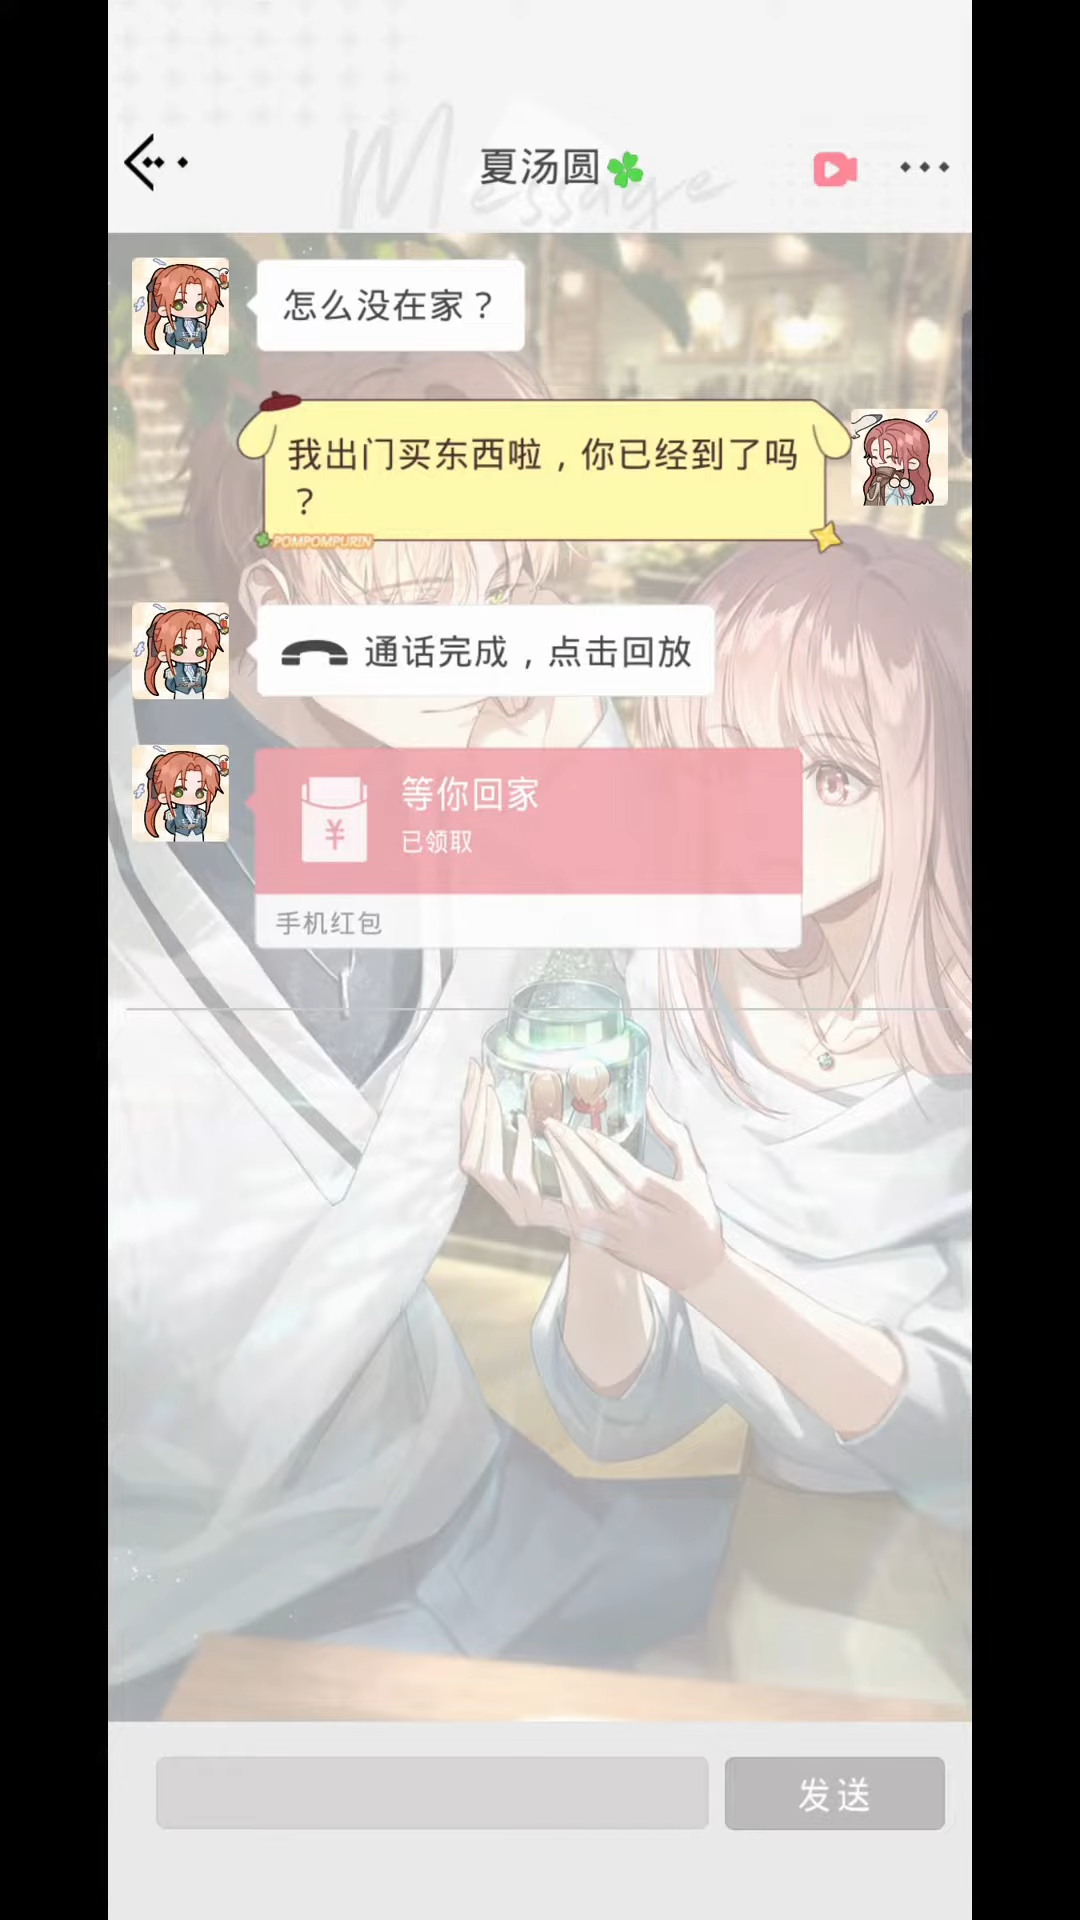 Message
夏汤圆
怎么没在家？
我出门买东西啦，你已经到了吗
？
POMPOMPURIN
通话完成，点击回放
¥
等你回家
已领取
手机红包
发送